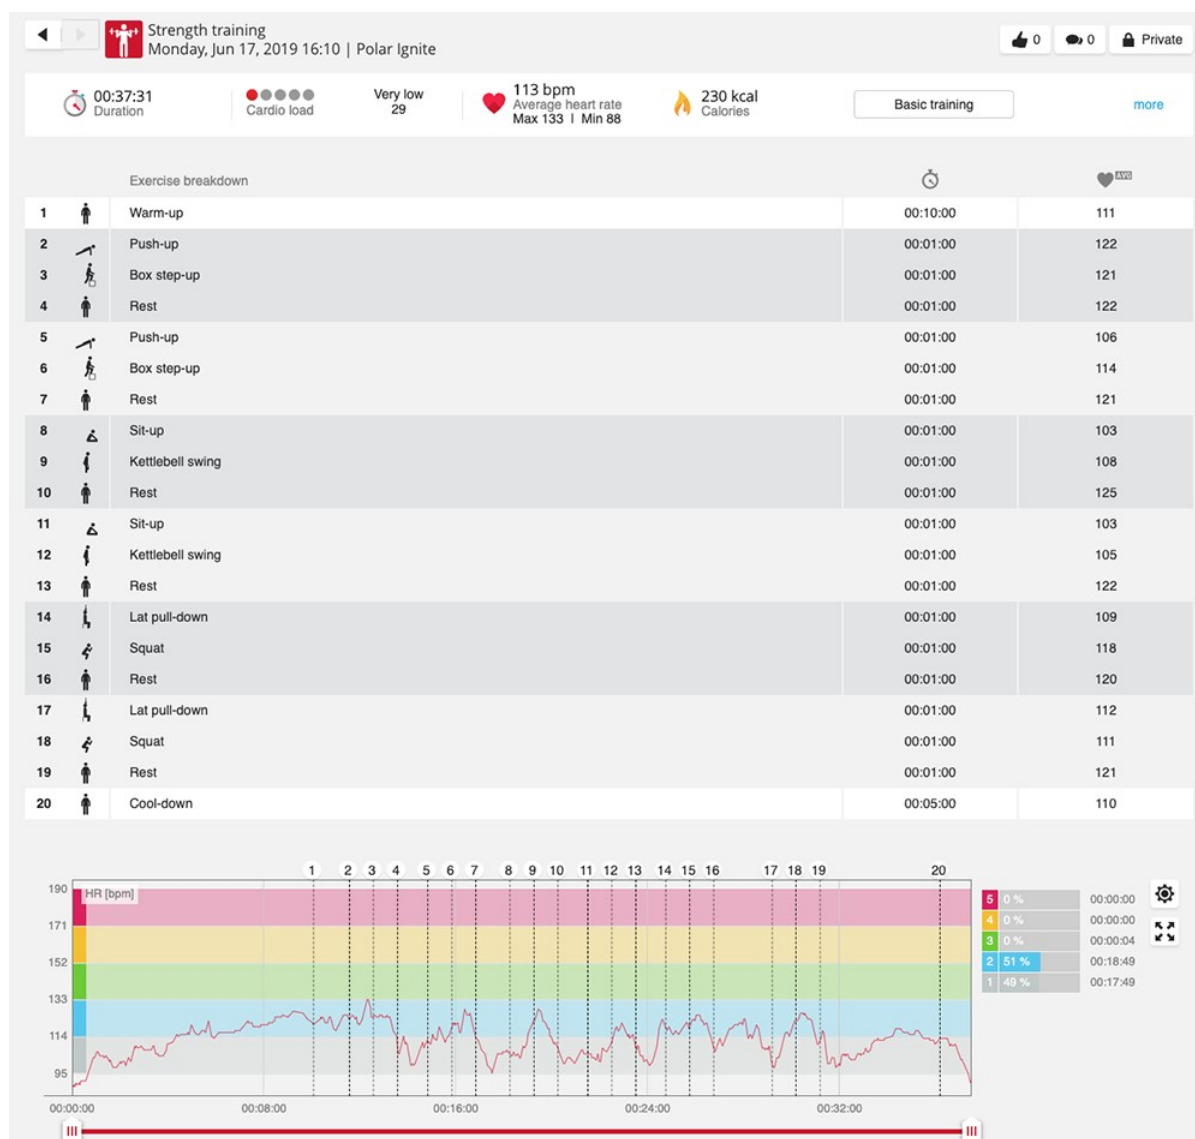 Strength training
Monday, Jun 17, 2019 16:10 | Polar Ignite
0 0 Private
00:37:31
Duration
Cardio load
Very low
29
113 bpm
Average heart rate
Max 133 | Min 88
230 kcal
Calories
Basic training
more
Exercise breakdown AVG
1 Warm-up 00:10:00 111
2 Push-up 00:01:00 122
3 Box step-up 00:01:00 121
4 Rest 00:01:00 122
5 Push-up 00:01:00 106
6 Box step-up 00:01:00 114
7 Rest 00:01:00 121
8 Sit-up 00:01:00 103
9 Kettlebell swing 00:01:00 108
10 Rest 00:01:00 125
11 Sit-up 00:01:00 103
12 Kettlebell swing 00:01:00 105
13 Rest 00:01:00 122
14 Lat pull-down 00:01:00 109
15 Squat 00:01:00 118
16 Rest 00:01:00 120
17 Lat pull-down 00:01:00 112
18 Squat 00:01:00 111
19 Rest 00:01:00 121
20 Cool-down 00:05:00 110
1 2 3 4 5 6 7 8 9 10 11 12 13 14 15 16 17 18 19 20
HR [bpm]
190
171
152
133
114
95
5 0 % 00:00:00
4 0 % 00:00:00
3 0 % 00:00:04
2 51 % 00:18:49
1 49 % 00:17:49
00:00:00 00:08:00 00:16:00 00:24:00 00:32:00